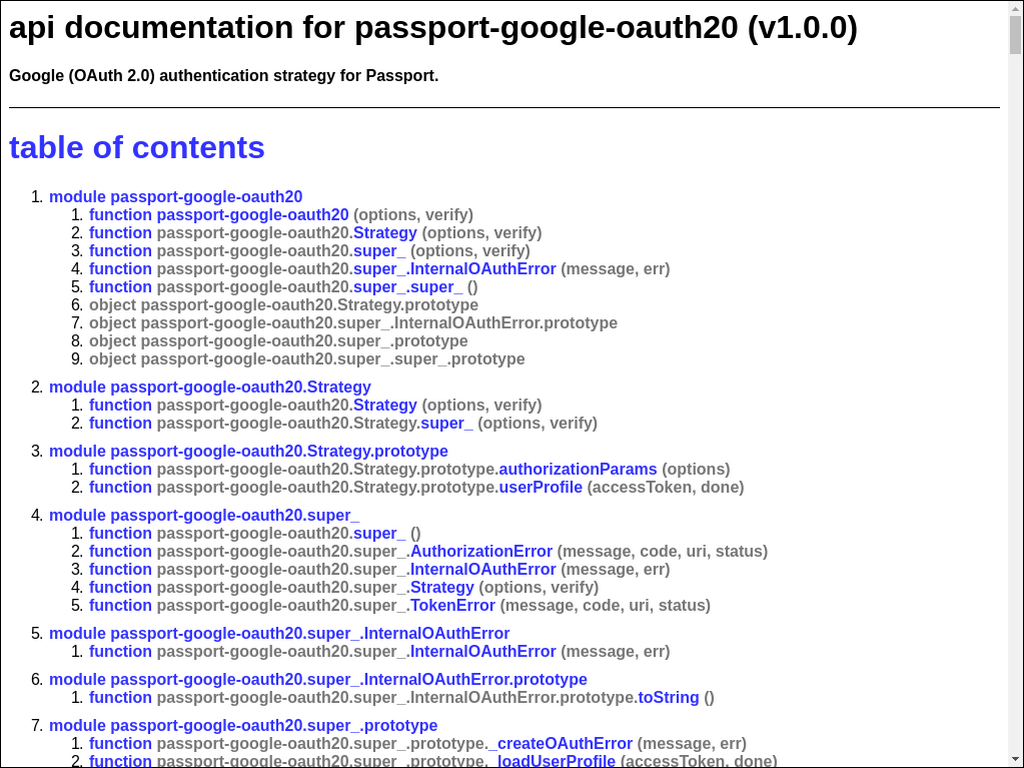 api documentation for passport-google-oauth20 (v1.0.0)
Google (OAuth 2.0) authentication strategy for Passport.
table of contents
1. module passport-google-oauth20
1. function passport-google-oauth20 (options, verify)
2. function passport-google-oauth20.Strategy (options, verify)
3. function passport-google-oauth20.super_ (options, verify)
4. function passport-google-oauth20.super_.InternalOAuthError (message, err)
5. function passport-google-oauth20.super_.super_ ()
6. object passport-google-oauth20.Strategy.prototype
7. object passport-google-oauth20.super_.InternalOAuthError.prototype
8. object passport-google-oauth20.super_.prototype
9. object passport-google-oauth20.super_.super_.prototype
2. module passport-google-oauth20.Strategy
1. function passport-google-oauth20.Strategy (options, verify)
2. function passport-google-oauth20.Strategy.super_ (options, verify)
3. module passport-google-oauth20.Strategy.prototype
1. function passport-google-oauth20.Strategy.prototype.authorizationParams (options)
2. function passport-google-oauth20.Strategy.prototype.userProfile (accessToken, done)
4. module passport-google-oauth20.super_
1. function passport-google-oauth20.super_ ()
2. function passport-google-oauth20.super_.AuthorizationError (message, code, uri, status)
3. function passport-google-oauth20.super_.InternalOAuthError (message, err)
4. function passport-google-oauth20.super_.Strategy (options, verify)
5. function passport-google-oauth20.super_.TokenError (message, code, uri, status)
5. module passport-google-oauth20.super_.InternalOAuthError
1. function passport-google-oauth20.super_.InternalOAuthError (message, err)
6. module passport-google-oauth20.super_.InternalOAuthError.prototype
1. function passport-google-oauth20.super_.InternalOAuthError.prototype.toString ()
7. module passport-google-oauth20.super_.prototype
1. function passport-google-oauth20.super_.prototype._createOAuthError (message, err)
2. function passport-google-oauth20.super_.prototype._loadUserProfile (accessToken, done)